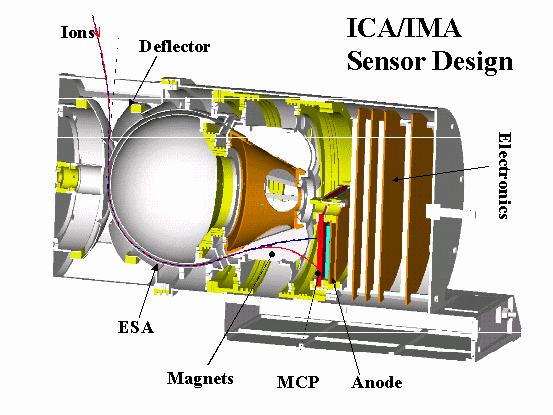 ICA/IMA
Sensor Design
Ions
Deflector
Electronics
ESA
Magnets
MCP
Anode